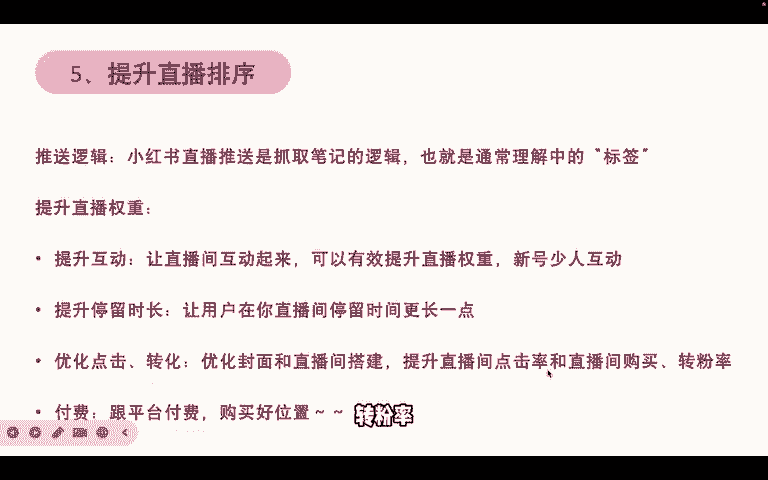 5、提升直播排序
推送逻辑：小红书直播推送是抓取笔记的逻辑，也就是通常理解中的“标签”
提升直播权重：
• 提升互动：让直播间互动起来，可以有效提升直播权重，新号少人互动
• 提升停留时长：让用户在你直播间停留时间更长一点
• 优化点击、转化：优化封面和直播间搭建，提升直播间点击率和直播间购买、转粉率
• 付费：跟平台付费，购买好位置~~
转粉率